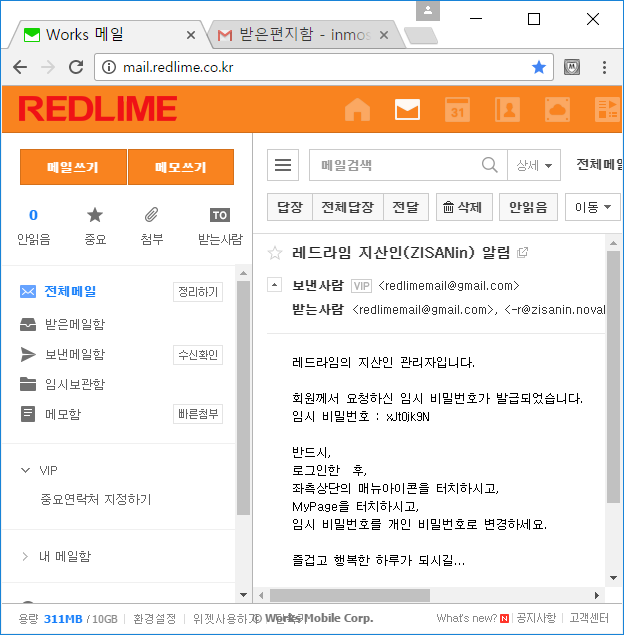 Works 메일
받은편지함 - inmos
mail.redlime.co.kr
REDLIME
31
메일쓰기
메모쓰기
메일검색
상세
전체메일
0
TO
안읽음
중요
첨부
받는사람
답장
전체답장
전달
삭제
안읽음
이동
전체메일
정리하기
받은메일함
보낸메일함
수신확인
임시보관함
메모함
빠른첨부
VIP
중요연락처 지정하기
내 메일함
레드라임 지산인(ZISANin) 알림
보낸사람 VIP <redlimemail@gmail.com>
받는사람 <redlimemail@gmail.com>, <-r@zisanin.noval
레드라임의 지산인 관리자입니다.
회원께서 요청하신 임시 비밀번호가 발급되었습니다.
임시 비밀번호 : xJt0jk9N
반드시,
로그인한 후,
좌측상단의 매뉴아이콘을 터치하시고,
MyPage을 터치하시고,
임시 비밀번호를 개인 비밀번호로 변경하세요.
즐겁고 행복한 하루가 되시길...
용량 311MB / 10GB
환경설정
위젯사용하기
© Works Mobile Corp.
What's new? N
공지사항
고객센터